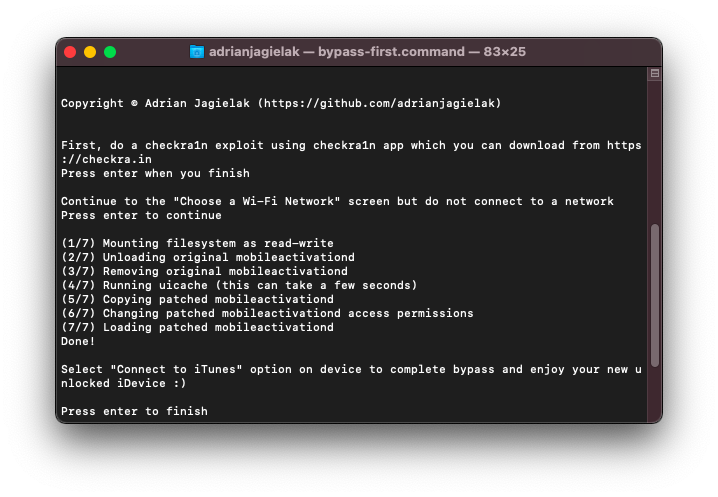 adrianjagielak — bypass-first.command — 83×25
Copyright © Adrian Jagielak (https://github.com/adrianjagielak)
First, do a checkra1n exploit using checkra1n app which you can download from https
://checkra.in
Press enter when you finish
Continue to the "Choose a Wi-Fi Network" screen but do not connect to a network
Press enter to continue
(1/7) Mounting filesystem as read-write
(2/7) Unloading original mobileactivationd
(3/7) Removing original mobileactivationd
(4/7) Running uicache (this can take a few seconds)
(5/7) Copying patched mobileactivationd
(6/7) Changing patched mobileactivationd access permissions
(7/7) Loading patched mobileactivationd
Done!
Select "Connect to iTunes" option on device to complete bypass and enjoy your new u
nlocked iDevice :)
Press enter to finish